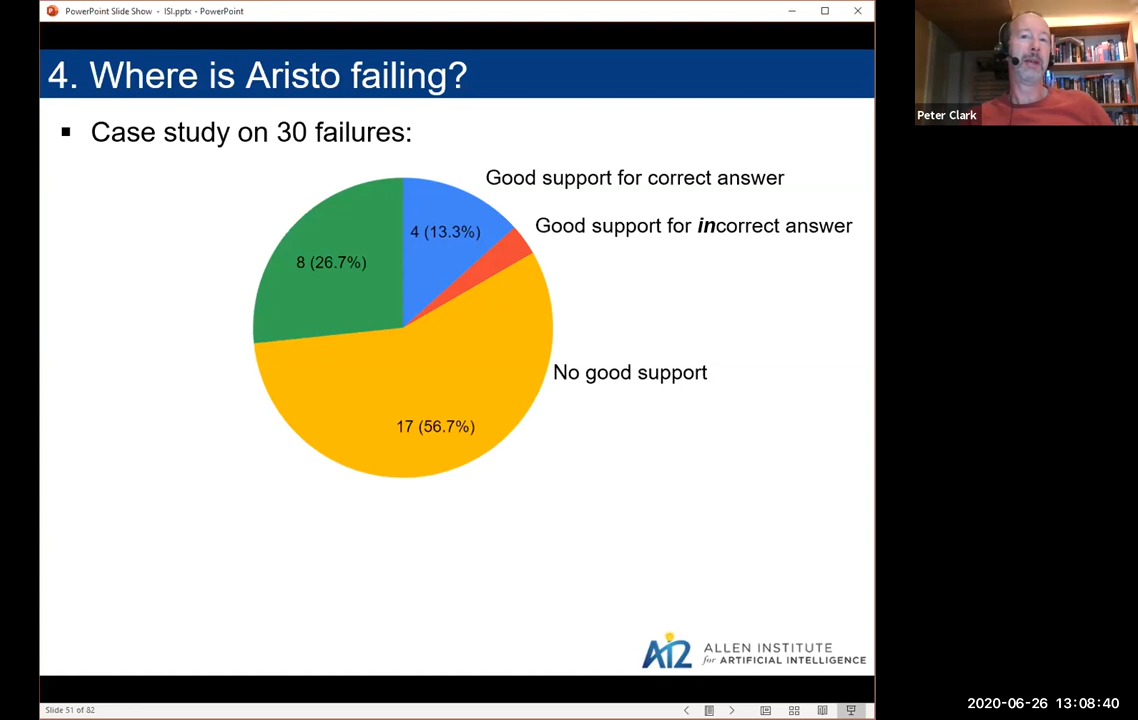 PowerPoint Slide Show - ISI.pptx - PowerPoint
4. Where is Aristo failing?
▪ Case study on 30 failures:
Good support for correct answer
Good support for incorrect answer
4 (13.3%)
8 (26.7%)
No good support
17 (56.7%)
AI2 ALLEN INSTITUTE
for ARTIFICIAL INTELLIGENCE
Slide 51 of 82
Peter Clark
2020-06-26 13:08:40